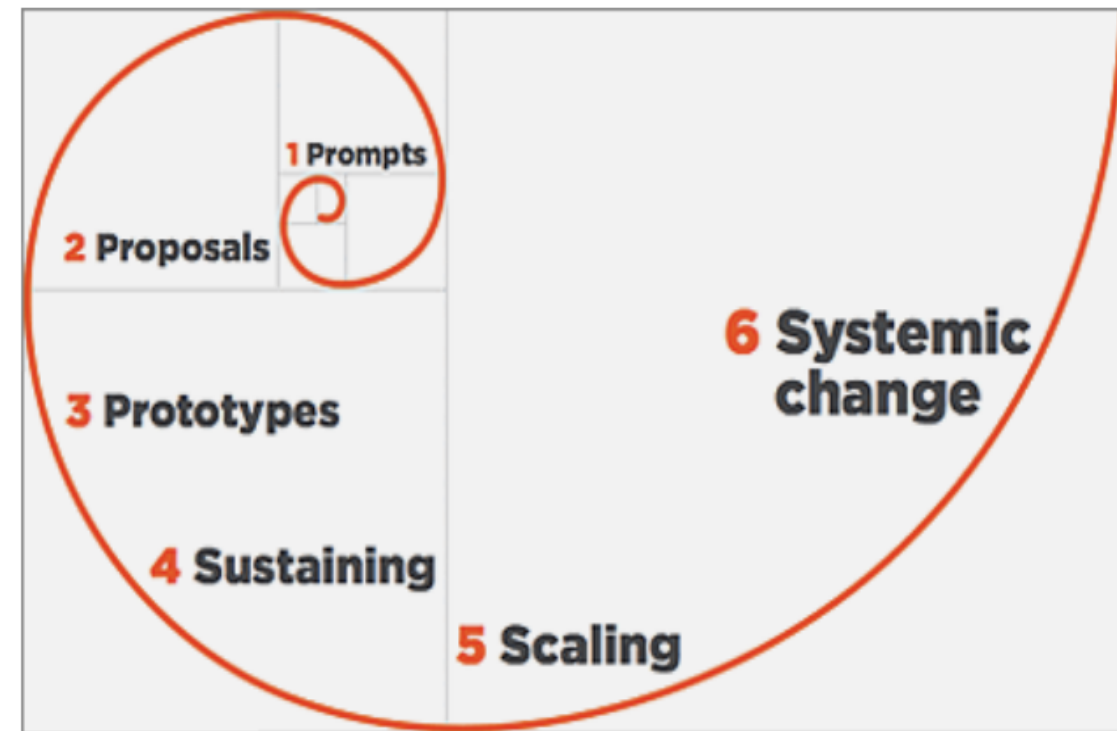 1 Prompts
2 Proposals
3 Prototypes
4 Sustaining
5 Scaling
6 Systemic
change